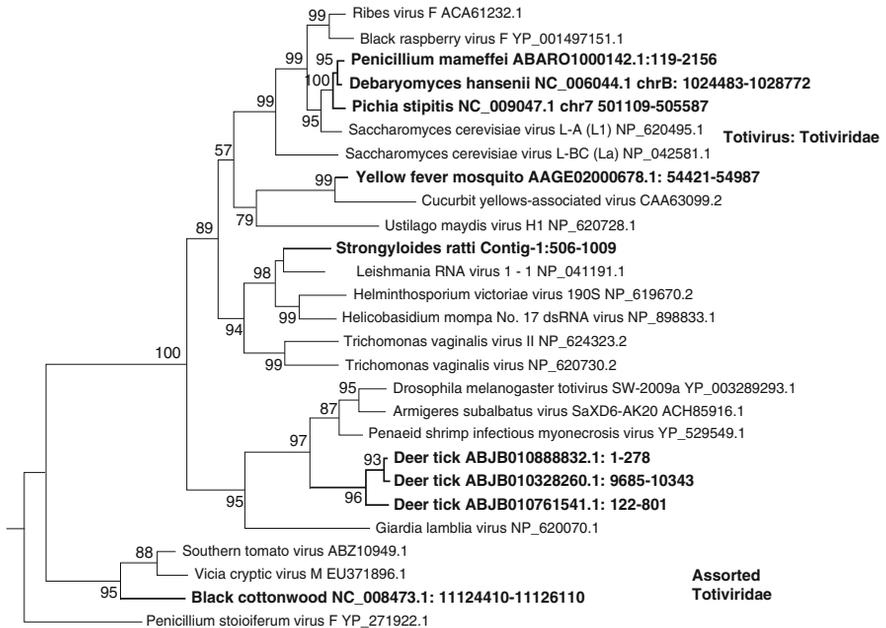 99
Ribes virus F ACA61232.1
Black raspberry virus F YP_001497151.1
99
95
Penicillium mameffei ABARO1000142.1:119-2156
100
Debaryomyces hansenii NC_006044.1 chrB: 1024483-1028772
99
Pichia stipitis NC_009047.1 chr7 501109-505587
95
Saccharomyces cerevisiae virus L-A (L1) NP_620495.1
Totivirus: Totiviridae
57
Saccharomyces cerevisiae virus L-BC (La) NP_042581.1
99
Yellow fever mosquito AAGE02000678.1: 54421-54987
Cucurbit yellows-associated virus CAA63099.2
79
Ustilago maydis virus H1 NP_620728.1
89
Strongyloides ratti Contig-1:506-1009
98
Leishmania RNA virus 1 - 1 NP_041191.1
Helminthosporium victoriae virus 190S NP_619670.2
99
Helicobasidium mompa No. 17 dsRNA virus NP_898833.1
94
Trichomonas vaginalis virus II NP_624323.2
100
99
Trichomonas vaginalis virus NP_620730.2
95
Drosophila melanogaster totivirus SW-2009a YP_003289293.1
87
Armigeres subalbatus virus SaXD6-AK20 ACH85916.1
Penaeid shrimp infectious myonecrosis virus YP_529549.1
97
93
Deer tick ABJB010888832.1: 1-278
Deer tick ABJB010328260.1: 9685-10343
96
Deer tick ABJB010761541.1: 122-801
95
Giardia lamblia virus NP_620070.1
88
Southern tomato virus ABZ10949.1
Vicia cryptic virus M EU371896.1
95
Black cottonwood NC_008473.1: 11124410-11126110
Assorted
Totiviridae
Penicillium stoioiferum virus F YP_271922.1